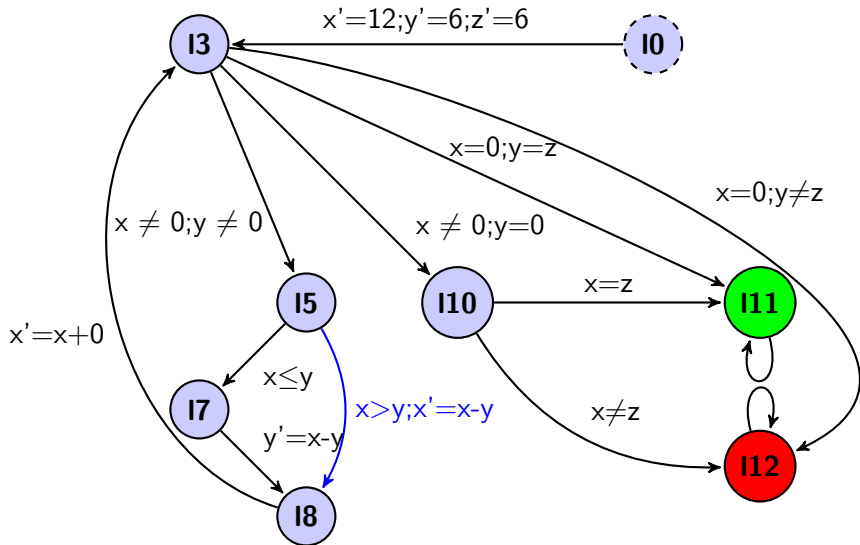 x'=12;y'=6;z'=6
l3
l0
x=0;y=z
x=0;y≠z
x ≠ 0;y ≠ 0
x ≠ 0;y=0
l5
l10
x=z
l11
x'=x+0
x≤y
l7
x>y;x'=x-y
x≠z
y'=x-y
l12
l8